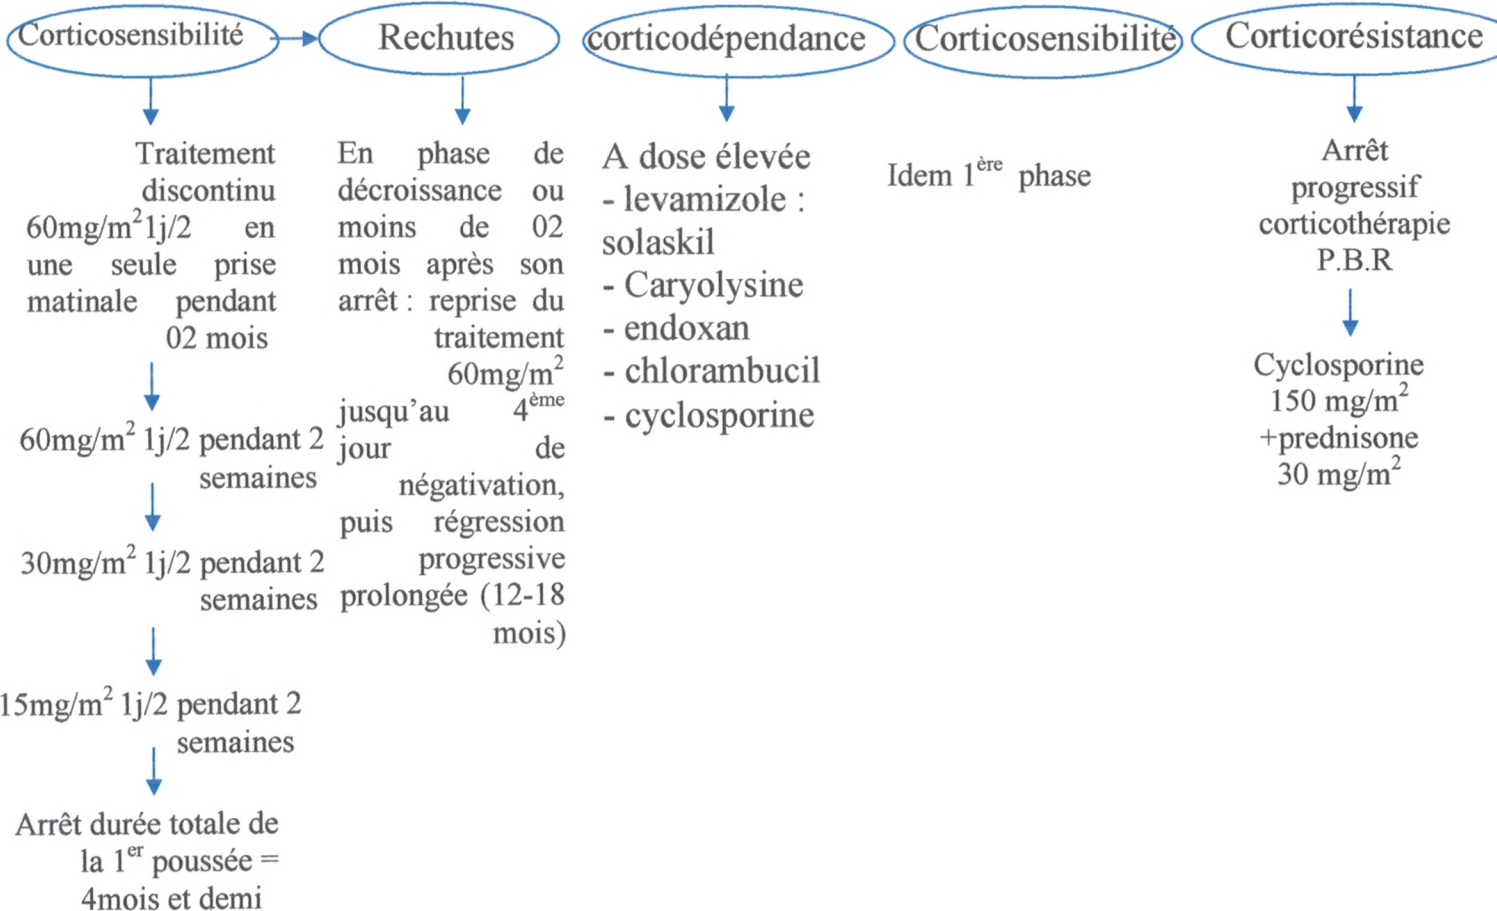 Corticosensibilité
Rechutes
corticodépendance
Corticosensibilité
Corticorésistance
Traitement
discontinu
60mg/m²1j/2 en
une seule prise
matinale pendant
02 mois
60mg/m² 1j/2 pendant 2
semaines
30mg/m² 1j/2 pendant 2
semaines
15mg/m² 1j/2 pendant 2
semaines
Arrêt durée totale de
la 1er poussée =
4mois et demi
En phase de
décroissance ou
moins de 02
mois après son
arrêt : reprise du
traitement
60mg/m²
jusqu'au 4ème
jour de
négativation,
puis régression
progressive
prolongée (12-18
mois)
A dose élevée
- levamizole :
solaskil
- Caryolysine
- endoxan
- chlorambucil
- cyclosporine
Idem 1ère phase
Arrêt
progressif
corticothérapie
P.B.R
Cyclosporine
150 mg/m²
+prednisone
30 mg/m²